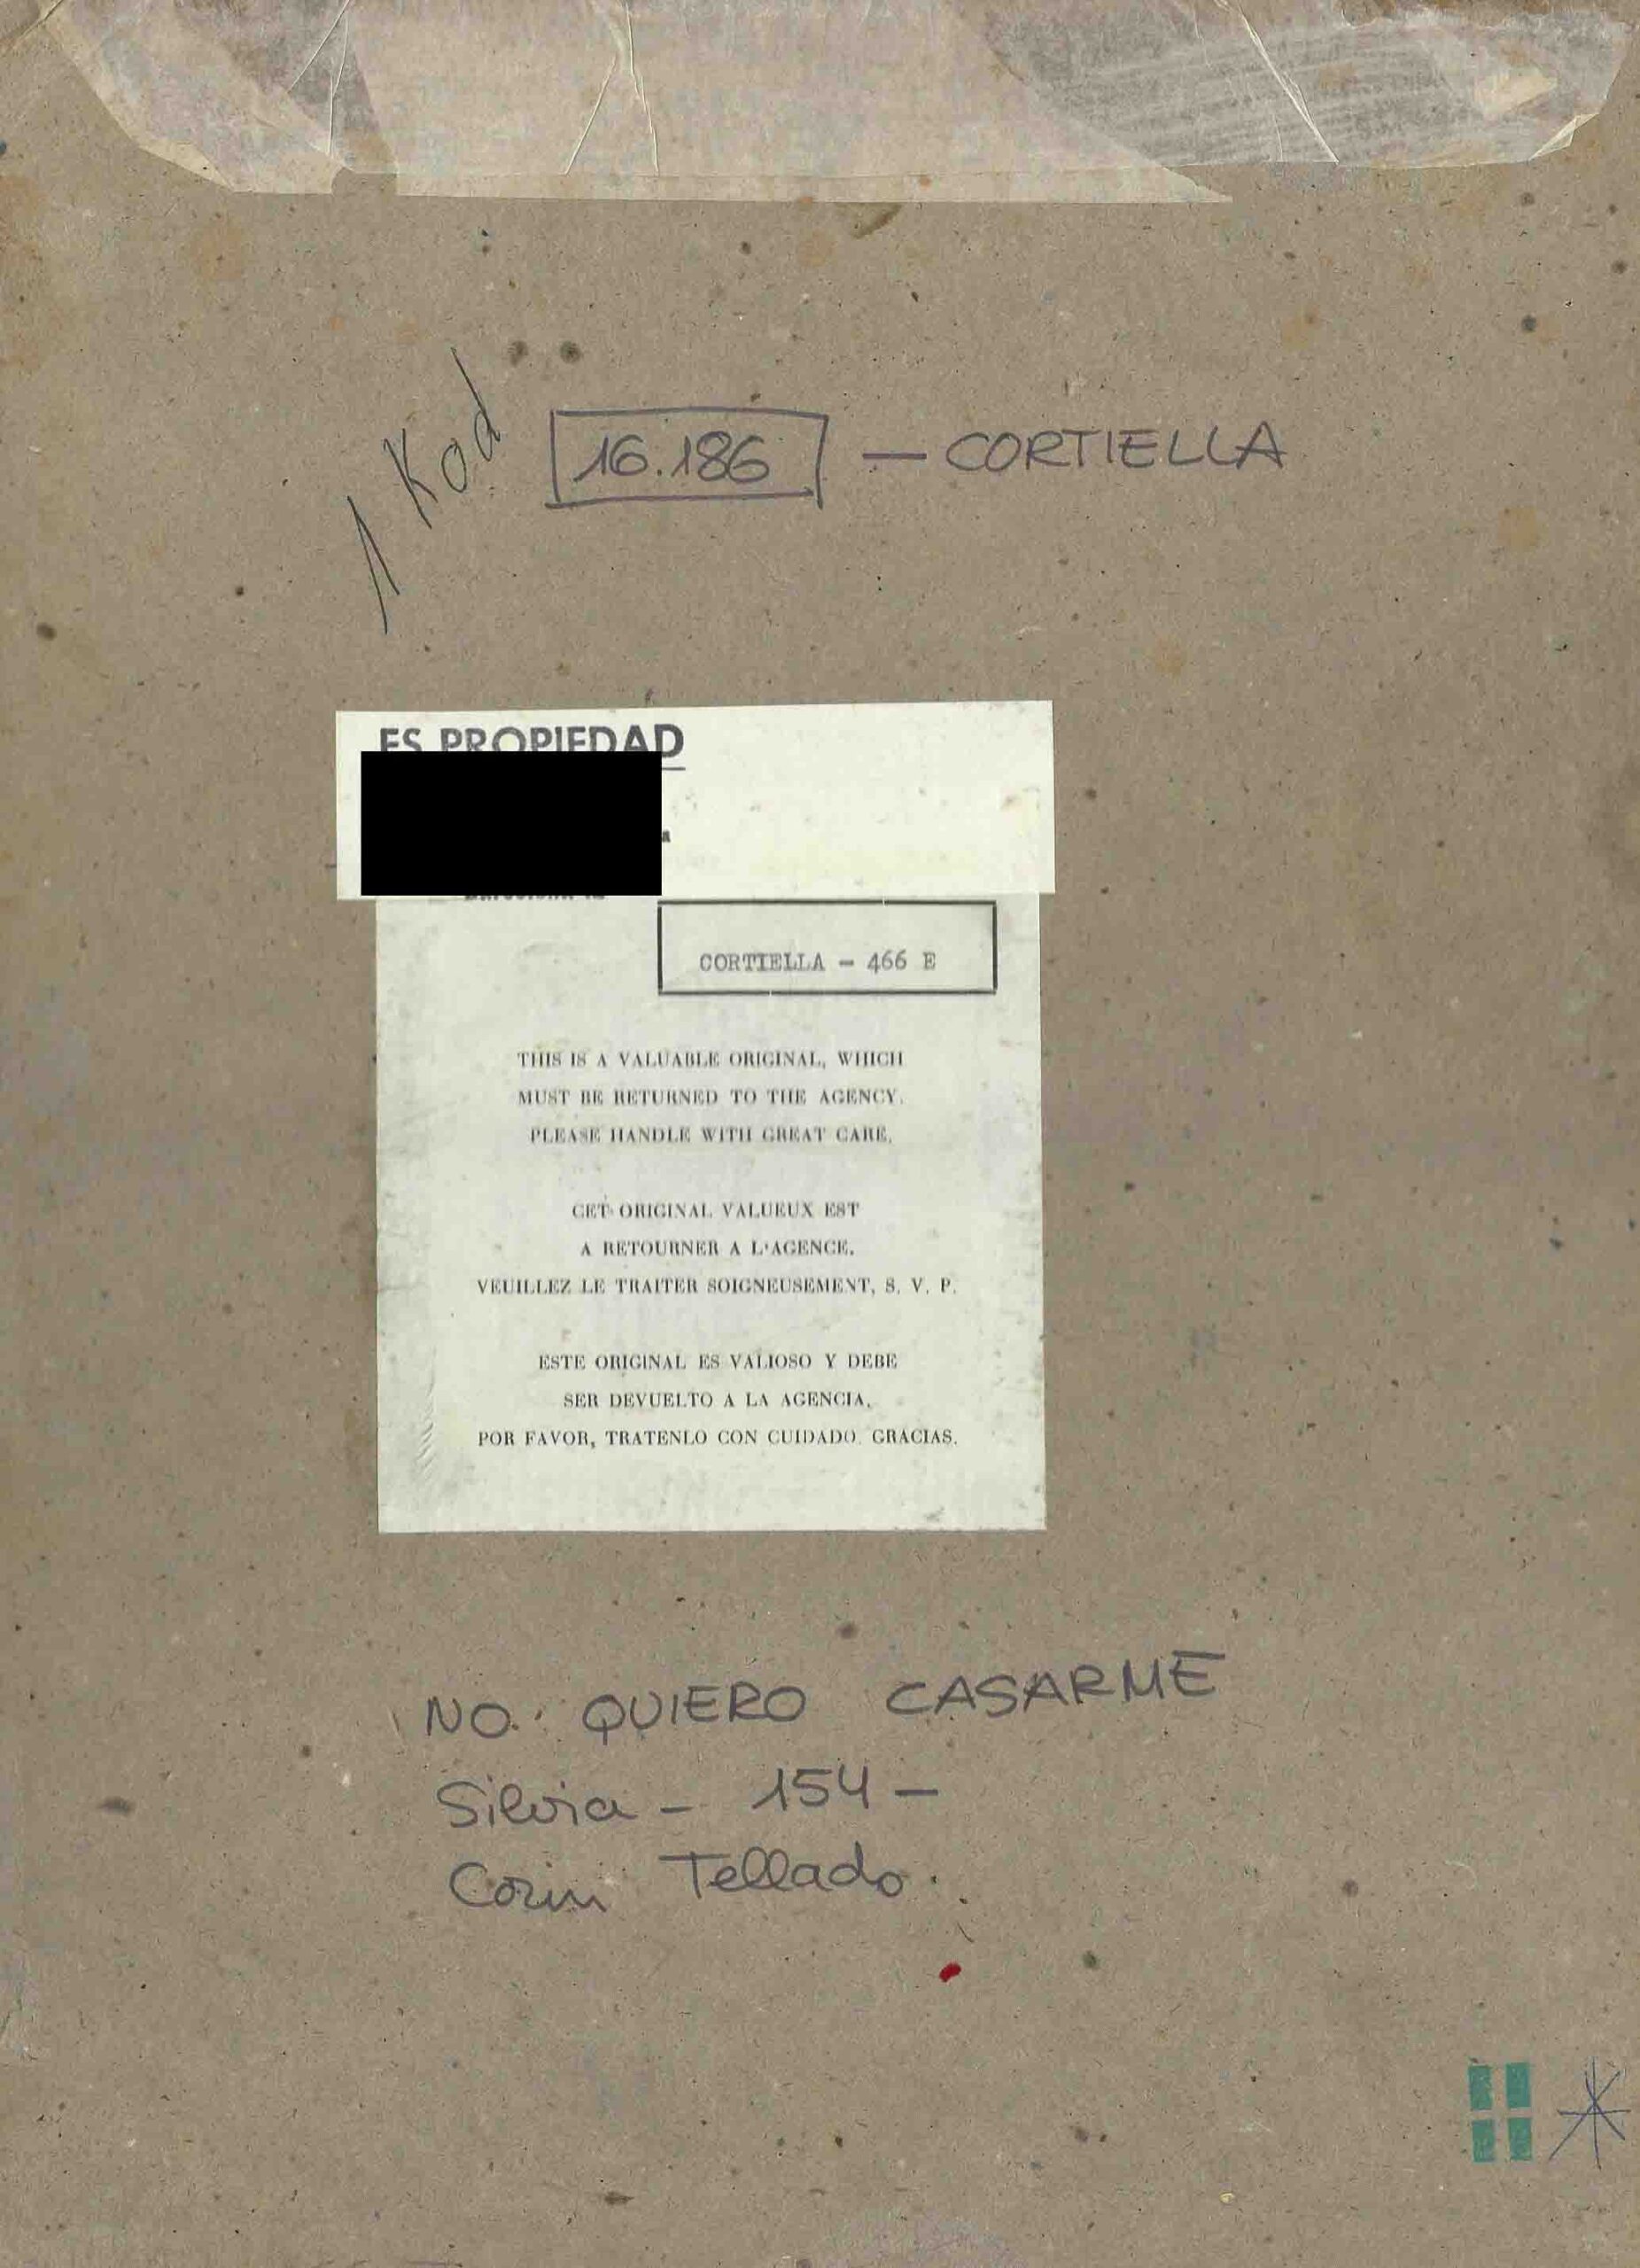 1 Kod
16.186 — CORTIELLA
ES PROPIEDAD
CORTIELLA - 466 E
THIS IS A VALUABLE ORIGINAL, WHICH
MUST BE RETURNED TO THE AGENCY.
PLEASE HANDLE WITH GREAT CARE.
CET ORIGINAL VALUEUX EST
A RETOURNER A L'AGENCE.
VEUILLEZ LE TRAITER SOIGNEUSEMENT, S. V. P.
ESTE ORIGINAL ES VALIOSO Y DEBE
SER DEVUELTO A LA AGENCIA,
POR FAVOR, TRATENLO CON CUIDADO. GRACIAS.
NO QUIERO CASARME
Silvia - 154 -
Corin Tellado.